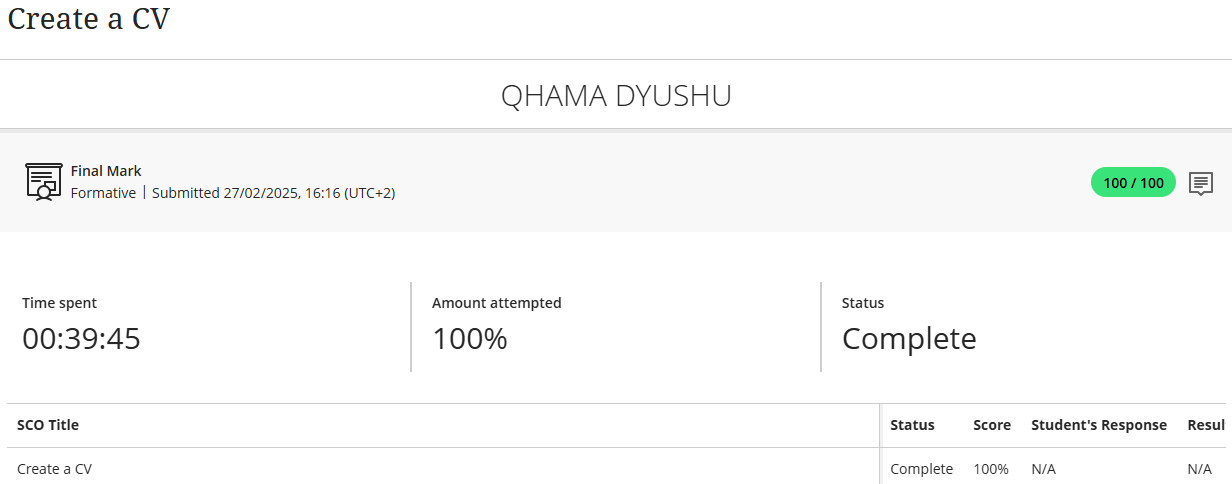 Create a CV
QHAMA DYUSHU
Final Mark
Formative | Submitted 27/02/2025, 16:16 (UTC+2)
100 / 100
Time spent
00:39:45
Amount attempted
100%
Status
Complete
SCO Title Status Score Student's Response Resul
Create a CV Complete 100% N/A N/A